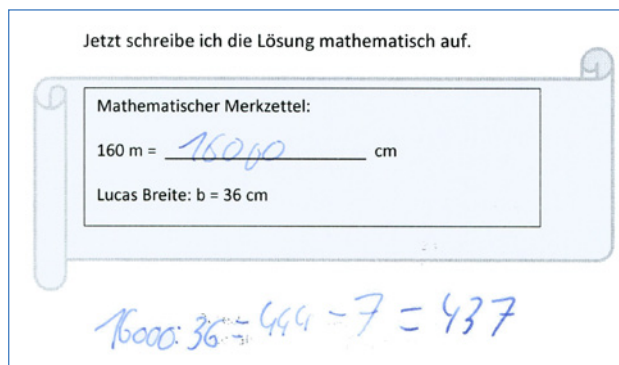 Jetzt schreibe ich die Lösung mathematisch auf.
Mathematischer Merkzettel:
160 m = 16000 cm
Lucas Breite: b = 36 cm
16000:36=444-7=437